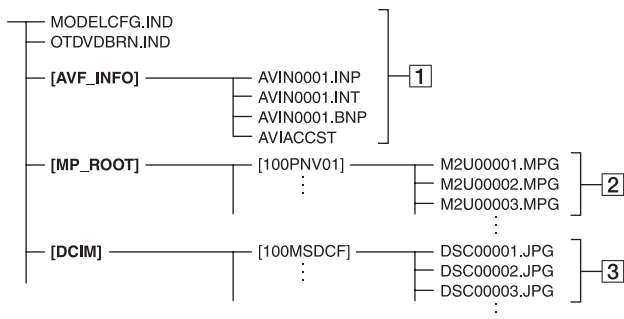 MODELCFG.IND
OTDVDBRN.IND
[AVF_INFO] AVIN0001.INP
AVIN0001.INT
AVIN0001.BNP
AVIACCST
1
[MP_ROOT] [100PNV01] M2U00001.MPG
M2U00002.MPG
M2U00003.MPG
2
[DCIM] [100MSDCF] DSC00001.JPG
DSC00002.JPG
DSC00003.JPG
3